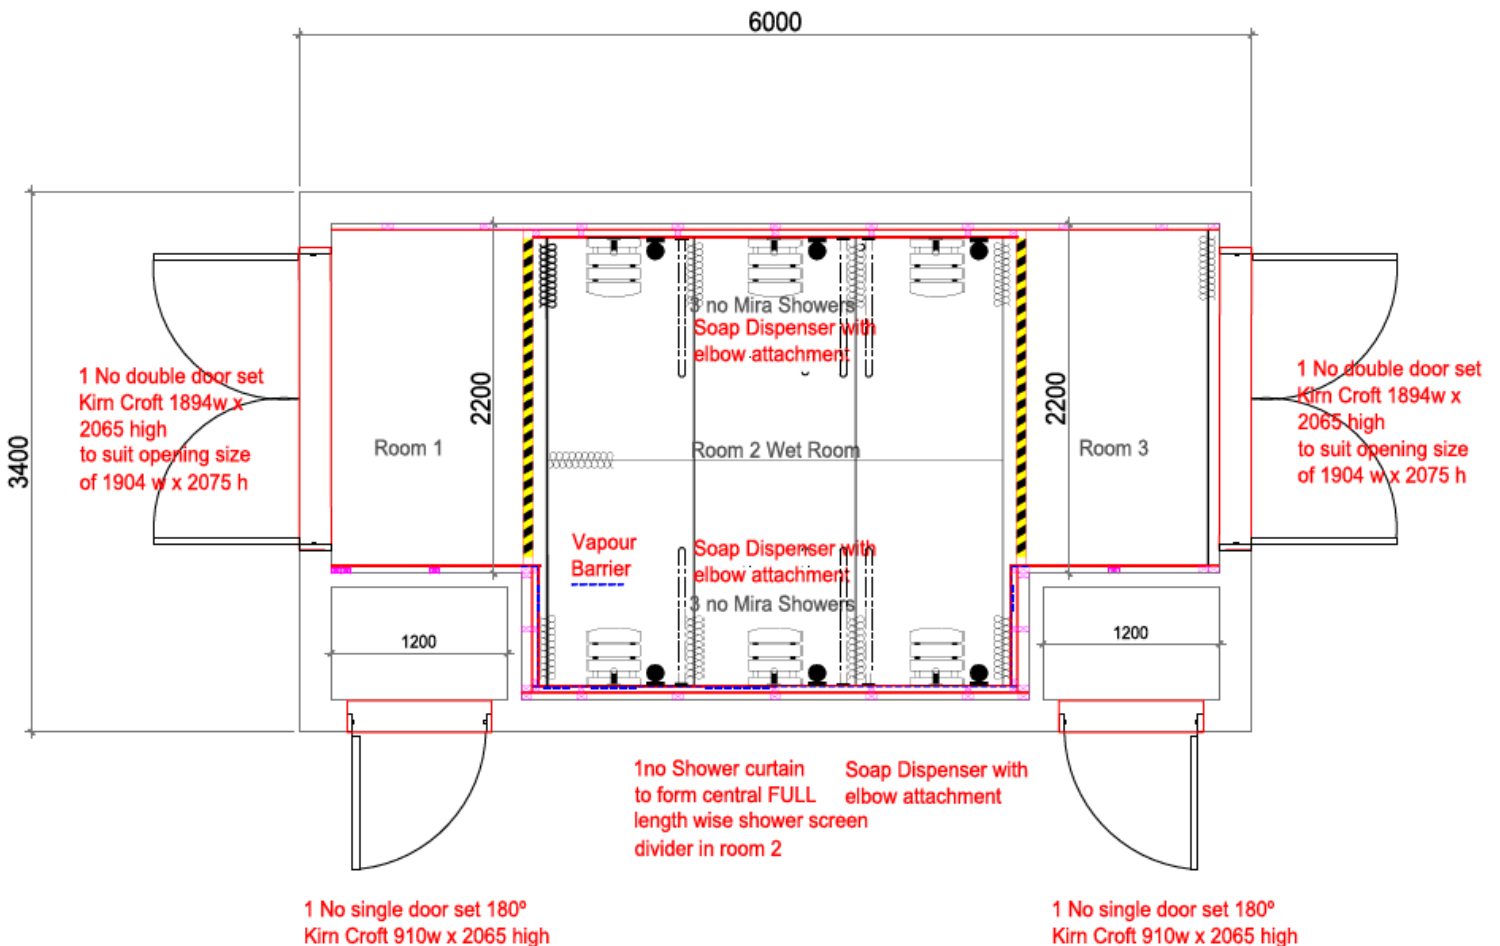 6000
3400
1 No double door set
Kirn Croft 1894w x
2065 high
to suit opening size
of 1904 w x 2075 h
Room 1
2200
3 no Mira Showers
Soap Dispenser with
elbow attachment
Room 2 Wet Room
Vapour
Barrier
Soap Dispenser with
elbow attachment
3 no Mira Showers
2200
Room 3
1 No double door set
Kirn Croft 1894w x
2065 high
to suit opening size
of 1904 w x 2075 h
1200
1200
1no Shower curtain
to form central FULL
length wise shower screen
divider in room 2
Soap Dispenser with
elbow attachment
1 No single door set 180º
Kirn Croft 910w x 2065 high
1 No single door set 180º
Kirn Croft 910w x 2065 high